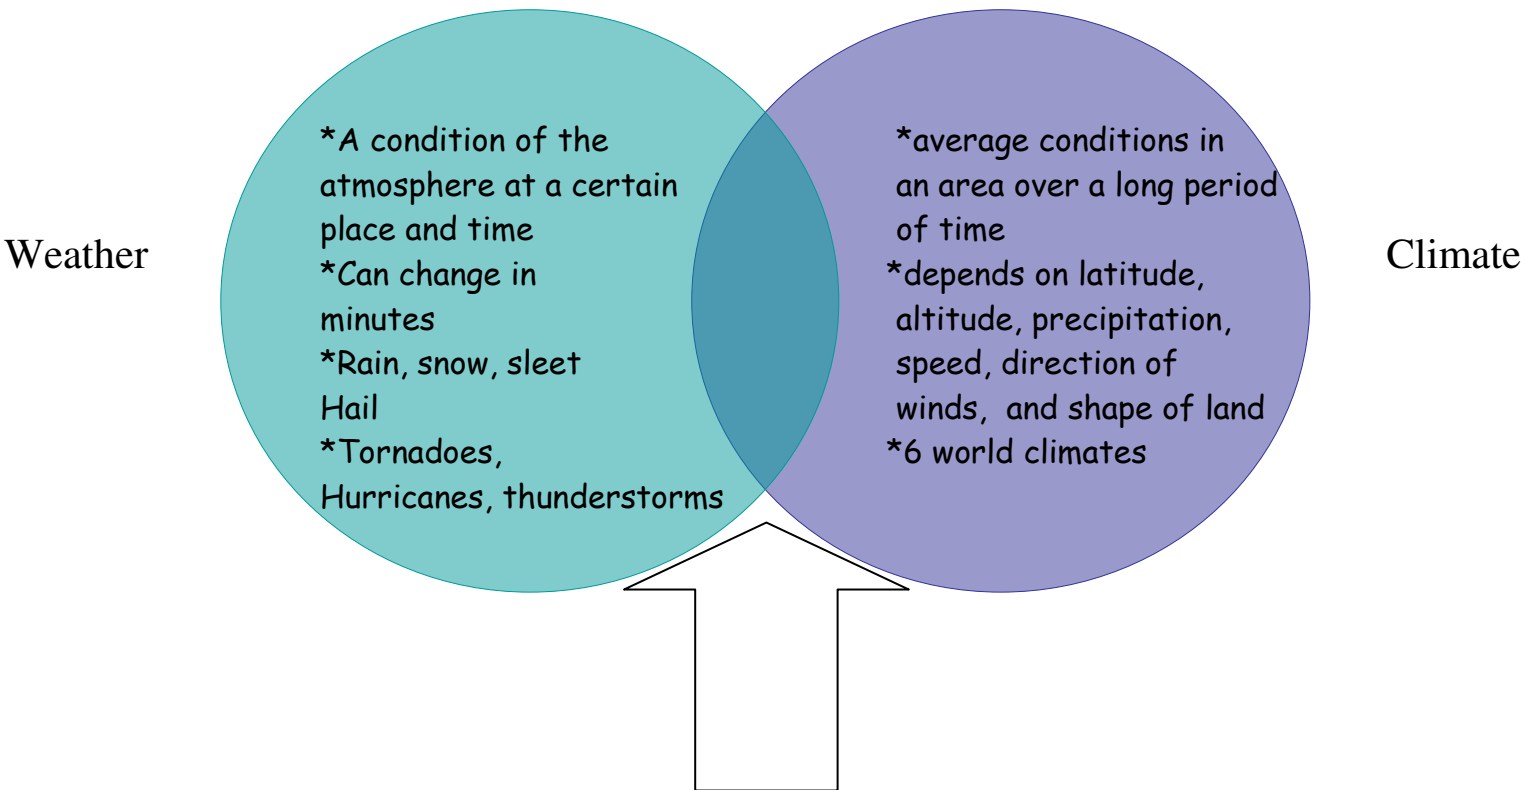 Weather
*A condition of the
atmosphere at a certain
place and time
*Can change in
minutes
*Rain, snow, sleet
Hail
*Tornadoes,
Hurricanes, thunderstorms
*average conditions in
an area over a long period
of time
*depends on latitude,
altitude, precipitation,
speed, direction of
winds, and shape of land
*6 world climates
Climate